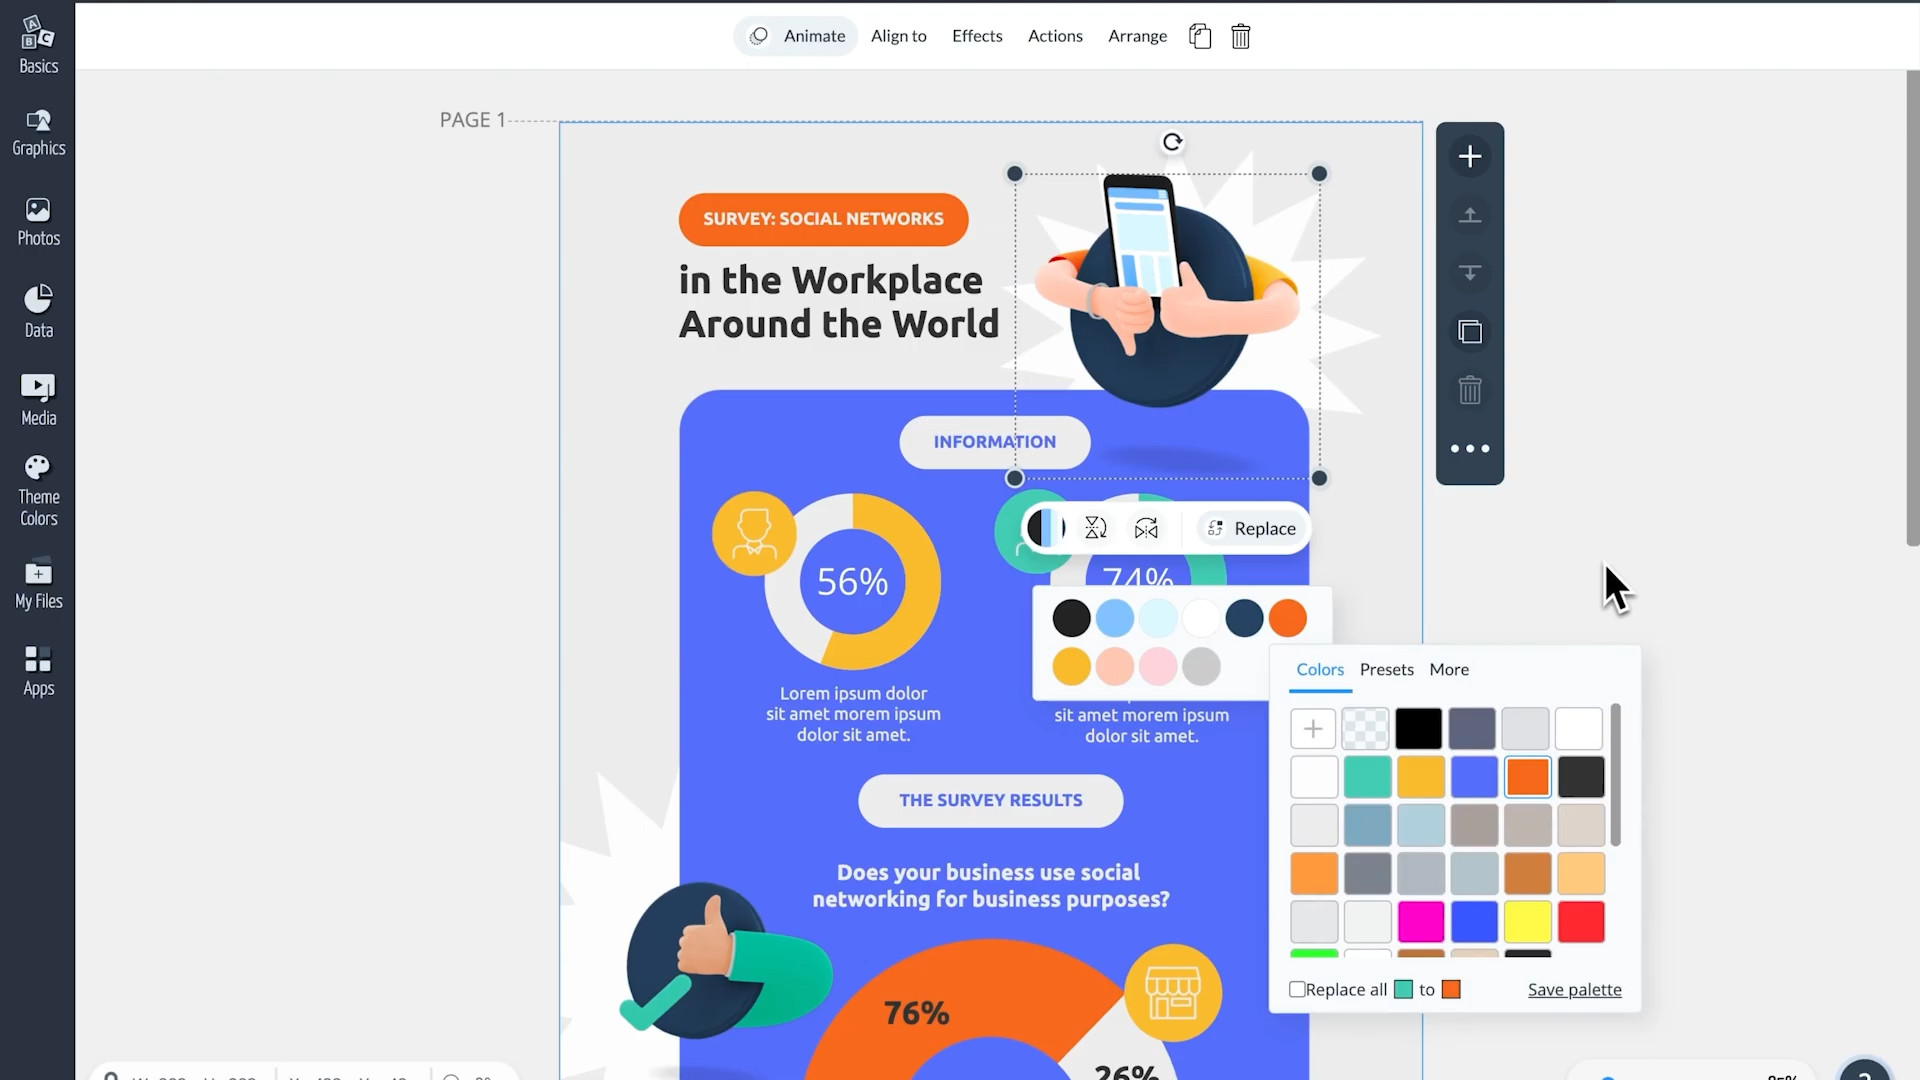 Animate
Align to
Effects
Actions
Arrange
A
B
C
Basics
Graphics
Photos
Data
Media
Theme
Colors
My Files
Apps
PAGE 1
SURVEY: SOCIAL NETWORKS
in the Workplace
Around the World
INFORMATION
Replace
56%
74%
Lorem ipsum dolor
sit amet morem ipsum
dolor sit amet.
sit amet morem ipsum
dolor sit amet.
Colors Presets More
THE SURVEY RESULTS
Does your business use social
networking for business purposes?
76%
26%
Replace all to
Save palette